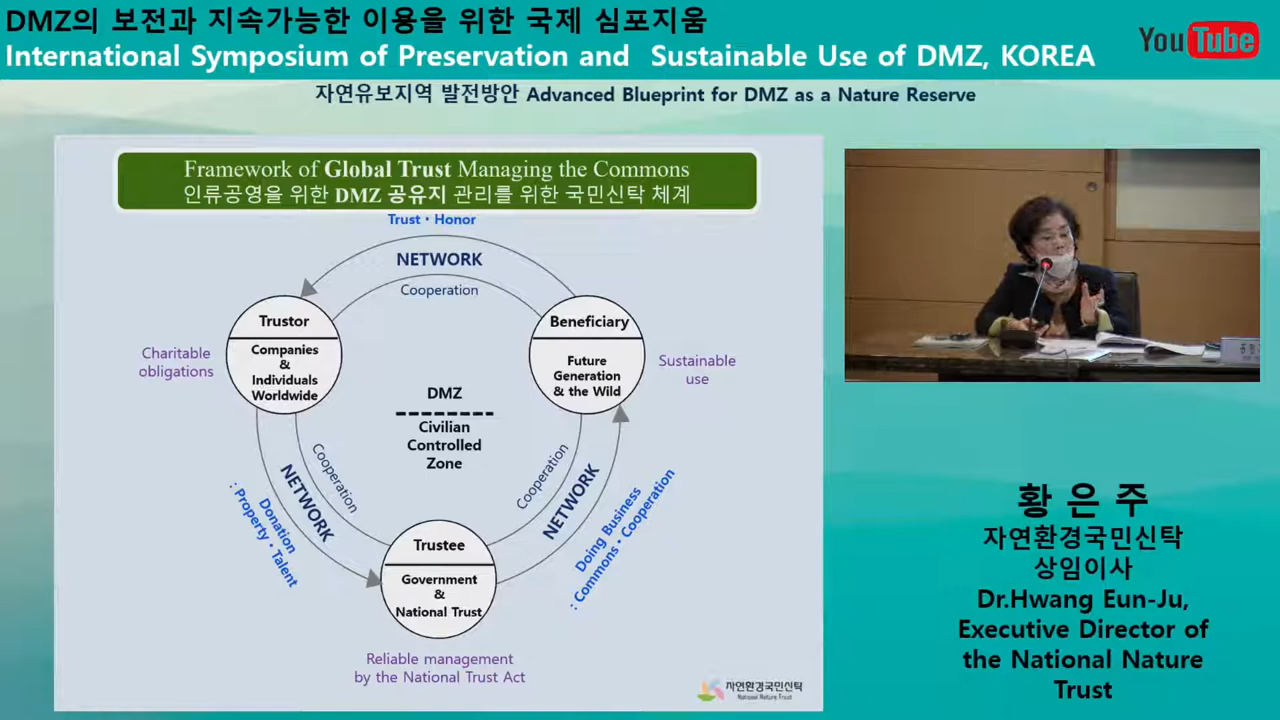 DMZ의 보전과 지속가능한 이용을 위한 국제 심포지움
International Symposium of Preservation and Sustainable Use of DMZ, KOREA
YouTube
자연유보지역 발전방안 Advanced Blueprint for DMZ as a Nature Reserve
Framework of Global Trust Managing the Commons
인류공영을 위한 DMZ 공유지 관리를 위한 국민신탁 체계
Trust · Honor
NETWORK
Cooperation
Trustor
Companies
&
Individuals
Worldwide
Charitable
obligations
Beneficiary
Future
Generation
& the Wild
Sustainable
use
DMZ
Civilian
Controlled
Zone
Cooperation
NETWORK
Donation
: Property · Talent
Cooperation
NETWORK
Doing Business
: Commons · Cooperation
Trustee
Government
&
National Trust
Reliable management
by the National Trust Act
자연환경국민신탁
National Nature Trust
황 은 주
자연환경국민신탁
상임이사
Dr.Hwang Eun-Ju,
Executive Director of
the National Nature
Trust